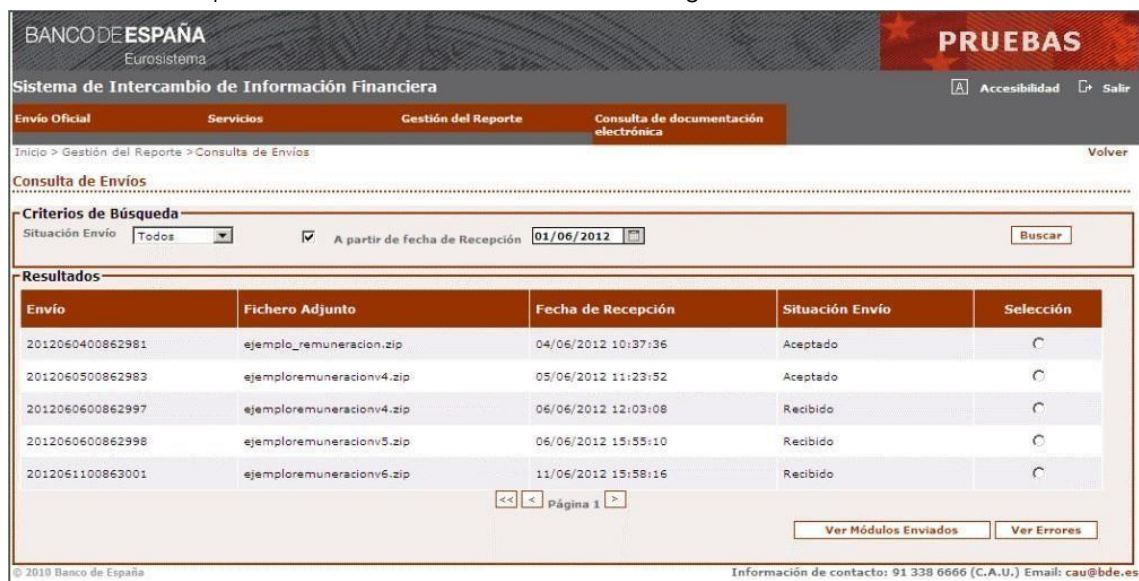 BANCODEESPAÑA
Eurosistema
PRUEBAS
Sistema de Intercambio de Información Financiera
Accesibilidad Salir
Envío Oficial Servicios Gestión del Reporte Consulta de documentación electrónica
Inicio > Gestión del Reporte > Consulta de Envíos Volver
Consulta de Envíos
Criterios de Búsqueda
Situación Envío Todos A partir de fecha de Recepción 01/06/2012 Buscar
Resultados
Envío Fichero Adjunto Fecha de Recepción Situación Envío Selección
2012060400862981 ejemplo_remuneracion.zip 04/06/2012 10:37:36 Aceptado
2012060500862983 ejemploremuneracionv4.zip 05/06/2012 11:23:52 Aceptado
2012060600862997 ejemploremuneracionv4.zip 06/06/2012 12:03:08 Recibido
2012060600862998 ejemploremuneracionv5.zip 06/06/2012 15:55:10 Recibido
2012061100863001 ejemploremuneracionv6.zip 11/06/2012 15:58:16 Recibido
<< < Página 1 >
Ver Módulos Enviados Ver Errores
© 2010 Banco de España Información de contacto: 91 338 6666 (C.A.U.) Email: cau@bde.es